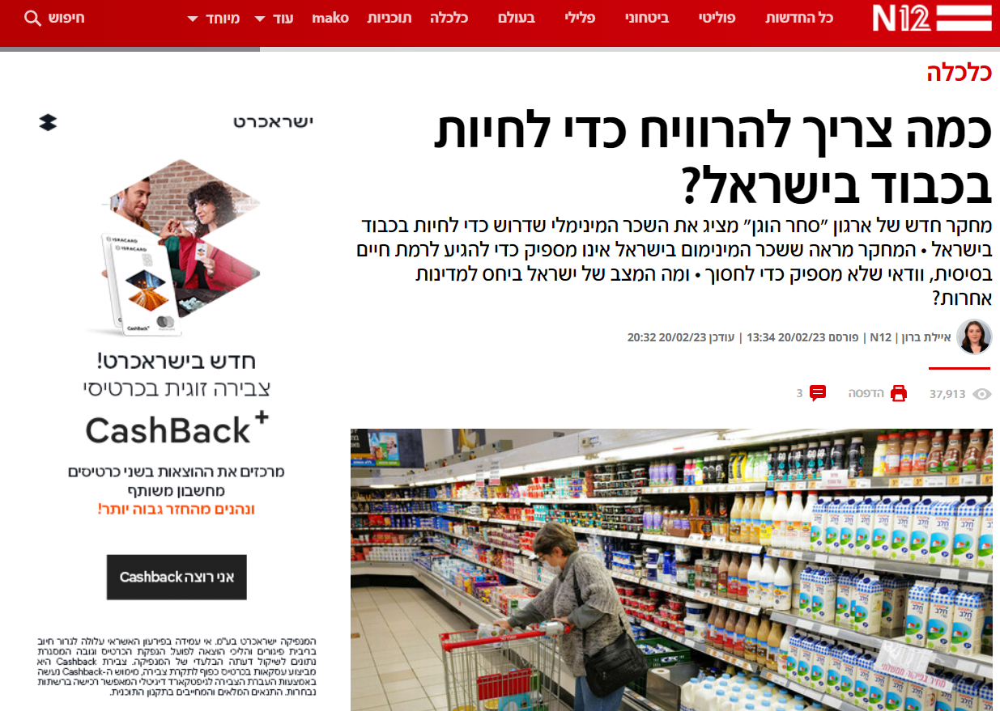 N12
כל החדשות
פוליטי
ביטחוני
פלילי
בעולם
כלכלה
תוכניות
mako
עוד
מיוחד
חיפוש
כלכלה
כמה צריך להרוויח כדי לחיות
בכבוד בישראל?
מחקר חדש של ארגון "סחר הוגן" מציג את השכר המינימלי שדרוש כדי לחיות בכבוד
בישראל • המחקר מראה ששכר המינימום בישראל אינו מספיק כדי להגיע לרמת חיים
בסיסית, וודאי שלא מספיק כדי לחסוך • ומה המצב של ישראל ביחס למדינות
אחרות?
איילת ברון | N12 | פורסם 20/02/23 13:34 | עודכן 20/02/23 20:32
37,913
הדפסה
3
חלב
מחיר בפיקוח ממשלתי
ישראכרט
ISRACARD
ISRACARD
CashBack+
חדש בישראכרט!
צבירה זוגית בכרטיסי
CashBack+
מרכזים את ההוצאות בשני כרטיסים
מחשבון משותף
ונהנים מהחזר גבוה יותר!
אני רוצה Cashback
המנפיקה ישראכרט בע"מ. אי עמידה בפירעון האשראי עלולה לגרור חיוב
בריבית פיגורים והליכי הוצאה לפועל הנפקת הכרטיס וגובה המסגרת
נתונים לשיקול דעתה הבלעדי של המנפיקה. צבירת Cashback היא
מביצוע עסקאות בכרטיס כפוף לתקרת צבירה, מימוש ה-Cashback נעשה
באמצעות העברת הצבירה לגיפטקארד דיגיטלי המאפשר רכישה ברשתות
נבחרות. התנאים המלאים והמחייבים בתקנון התוכנית.